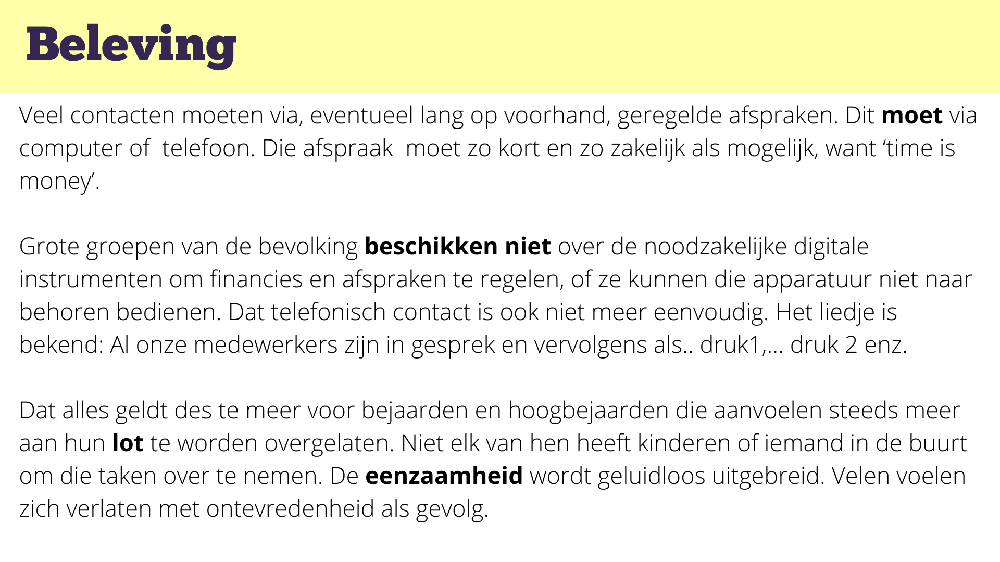 Beleving
Veel contacten moeten via, eventueel lang op voorhand, geregelde afspraken. Dit moet via
computer of  telefoon. Die afspraak  moet zo kort en zo zakelijk als mogelijk, want ‘time is
money’.
Grote groepen van de bevolking beschikken niet over de noodzakelijke digitale
instrumenten om financies en afspraken te regelen, of ze kunnen die apparatuur niet naar
behoren bedienen. Dat telefonisch contact is ook niet meer eenvoudig. Het liedje is
bekend: Al onze medewerkers zijn in gesprek en vervolgens als.. druk1,... druk 2 enz.
Dat alles geldt des te meer voor bejaarden en hoogbejaarden die aanvoelen steeds meer
aan hun lot te worden overgelaten. Niet elk van hen heeft kinderen of iemand in de buurt
om die taken over te nemen. De eenzaamheid wordt geluidloos uitgebreid. Velen voelen
zich verlaten met ontevredenheid als gevolg.